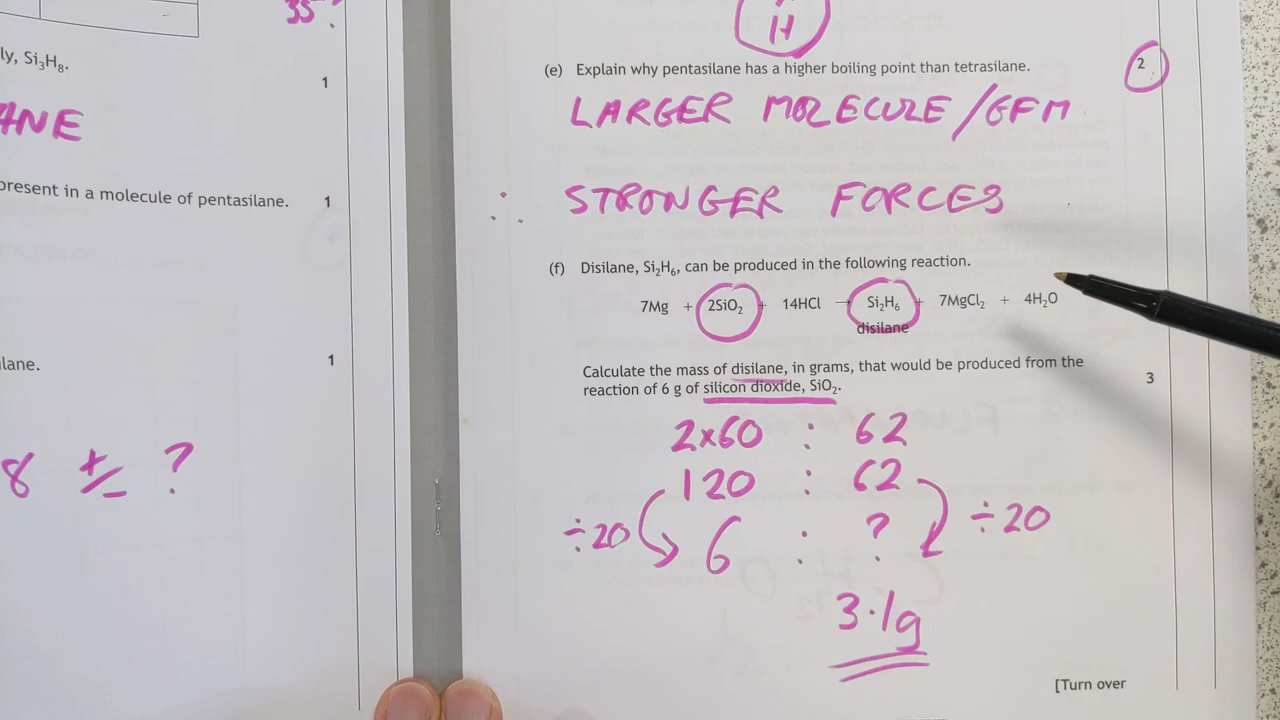 35
ly, Si₃H₈.
1
ANE
present in a molecule of pentasilane. 1
lane. 1
8 +/- ?
H
(e) Explain why pentasilane has a higher boiling point than tetrasilane. 2
LARGER MOLECULE/GFM
∴ STRONGER FORCES
(f) Disilane, Si₂H₆, can be produced in the following reaction.
7Mg + 2SiO₂ + 14HCl → Si₂H₆ + 7MgCl₂ + 4H₂O
disilane
Calculate the mass of disilane, in grams, that would be produced from the
reaction of 6 g of silicon dioxide, SiO₂. 3
2×60 : 62
120 : 62
÷20 6 : ? ÷20
3·1g
[Turn over